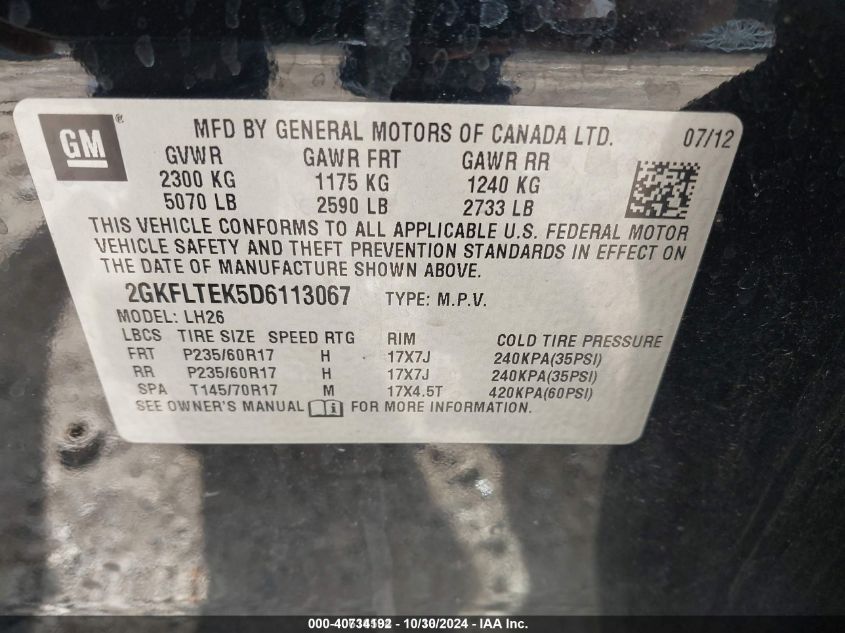 GM ®
MFD BY GENERAL MOTORS OF CANADA LTD. 07/12
GVWR GAWR FRT GAWR RR
2300 KG 1175 KG 1240 KG
5070 LB 2590 LB 2733 LB
THIS VEHICLE CONFORMS TO ALL APPLICABLE U.S. FEDERAL MOTOR
VEHICLE SAFETY AND THEFT PREVENTION STANDARDS IN EFFECT ON
THE DATE OF MANUFACTURE SHOWN ABOVE.
2GKFLTEK5D6113067 TYPE: M.P.V.
MODEL: LH26
LBCS TIRE SIZE SPEED RTG RIM COLD TIRE PRESSURE
FRT P235/60R17 H 17X7J 240KPA(35PSI)
RR P235/60R17 H 17X7J 240KPA(35PSI)
SPA T145/70R17 M 17X4.5T 420KPA(60PSI)
SEE OWNER'S MANUAL i FOR MORE INFORMATION.
10/30/2024 - IAA Inc.